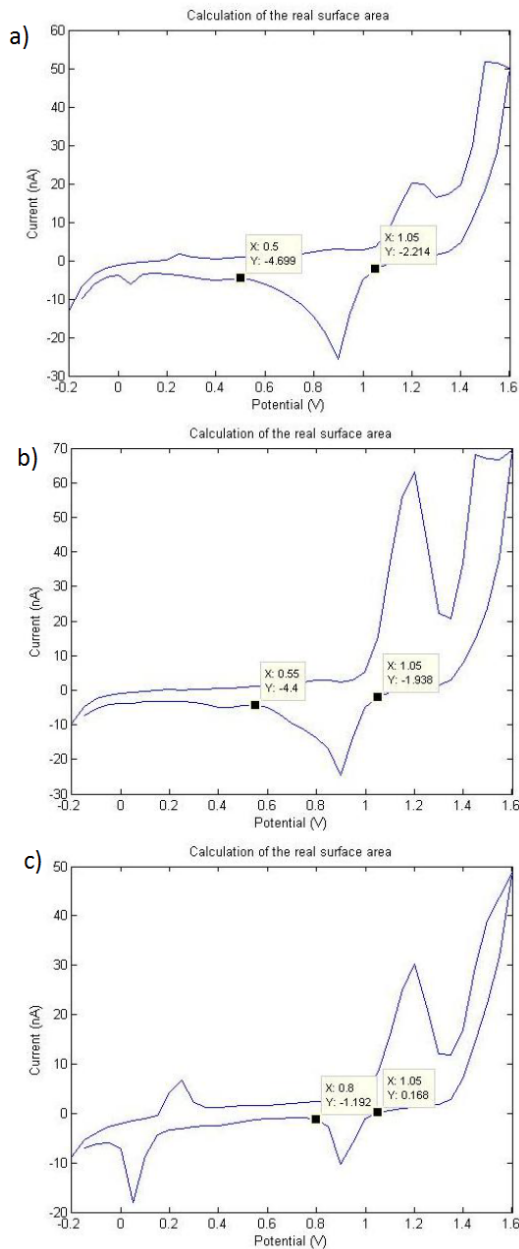 a)
Calculation of the real surface area
60
50
40
30
20
10
0
-10
-20
-30
Current (nA)
X: 0.5
Y: -4.699
X: 1.05
Y: -2.214
-0.2 0 0.2 0.4 0.6 0.8 1 1.2 1.4 1.6
Potential (V)
b)
Calculation of the real surface area
70
60
50
40
30
20
10
0
-10
-20
-30
Current (nA)
X: 0.55
Y: -4.4
X: 1.05
Y: -1.938
-0.2 0 0.2 0.4 0.6 0.8 1 1.2 1.4 1.6
Potential (V)
c)
Calculation of the real surface area
50
40
30
20
10
0
-10
-20
Current (nA)
X: 0.8
Y: -1.192
X: 1.05
Y: 0.168
-0.2 0 0.2 0.4 0.6 0.8 1 1.2 1.4 1.6
Potential (V)